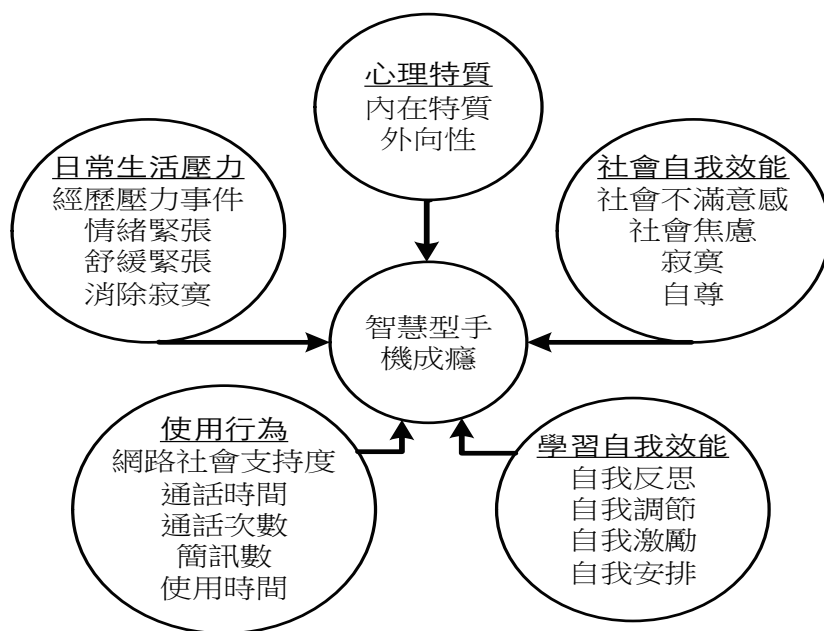 心理特質
內在特質
外向性
日常生活壓力
經歷壓力事件
情緒緊張
舒緩緊張
消除寂寞
社會自我效能
社會不滿意感
社會焦慮
寂寞
自尊
智慧型手
機成癮
使用行為
網路社會支持度
通話時間
通話次數
簡訊數
使用時間
學習自我效能
自我反思
自我調節
自我激勵
自我安排